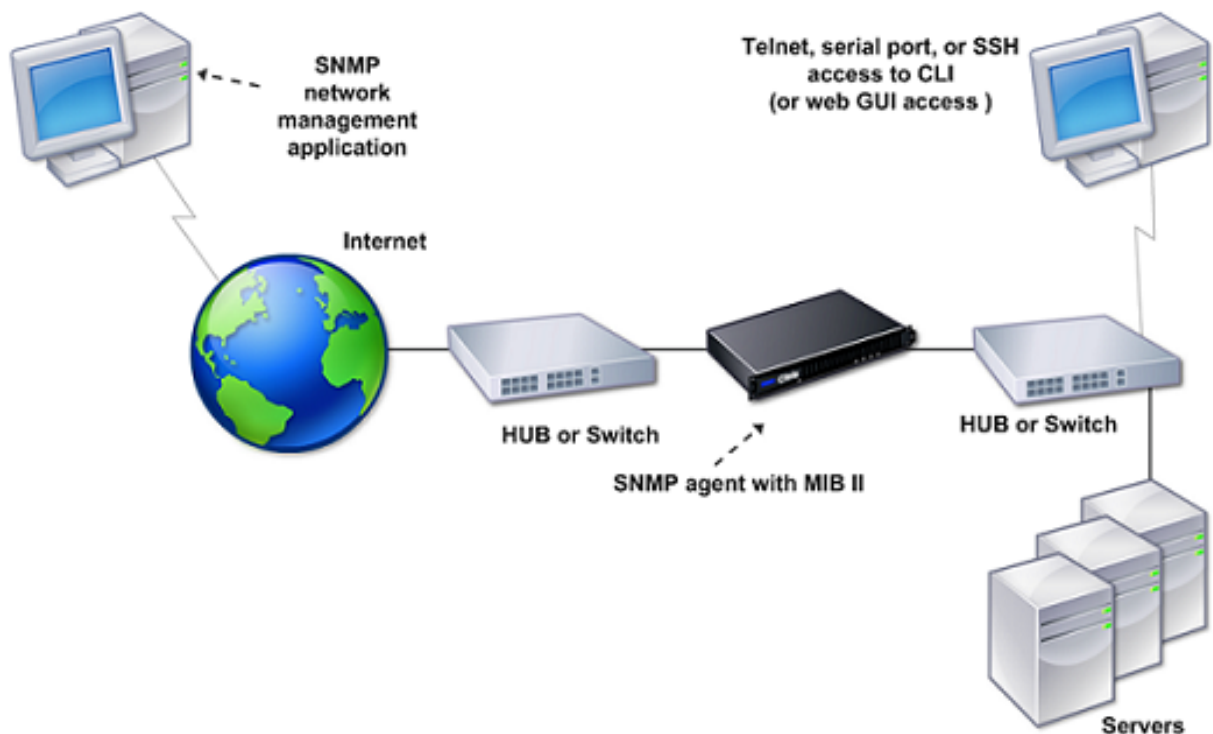 SNMP
network
management
application
Telnet, serial port, or SSH
access to CLI
(or web GUI access )
Internet
HUB or Switch
HUB or Switch
SNMP agent with MIB II
Servers